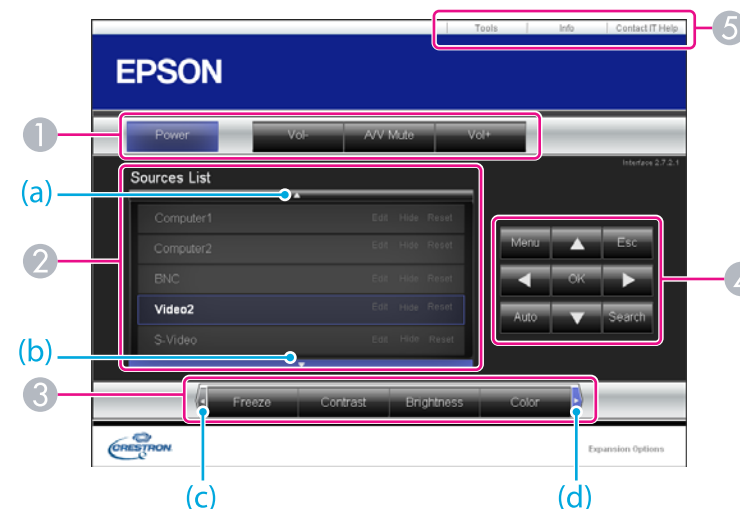 Tools Info Contact IT Help
5
EPSON
1
Power Vol- A/V Mute Vol+
Interface 2.7.2.1
Sources List
(a)
Computer1 Edit Hide Reset
Computer2 Edit Hide Reset
2
BNC Edit Hide Reset
Video2 Edit Hide Reset
S-Video Edit Hide Reset
(b)
Menu Esc
OK
4
Auto Search
3
Freeze Contrast Brightness Color
CRESTRON
Expansion Options
(c) (d)